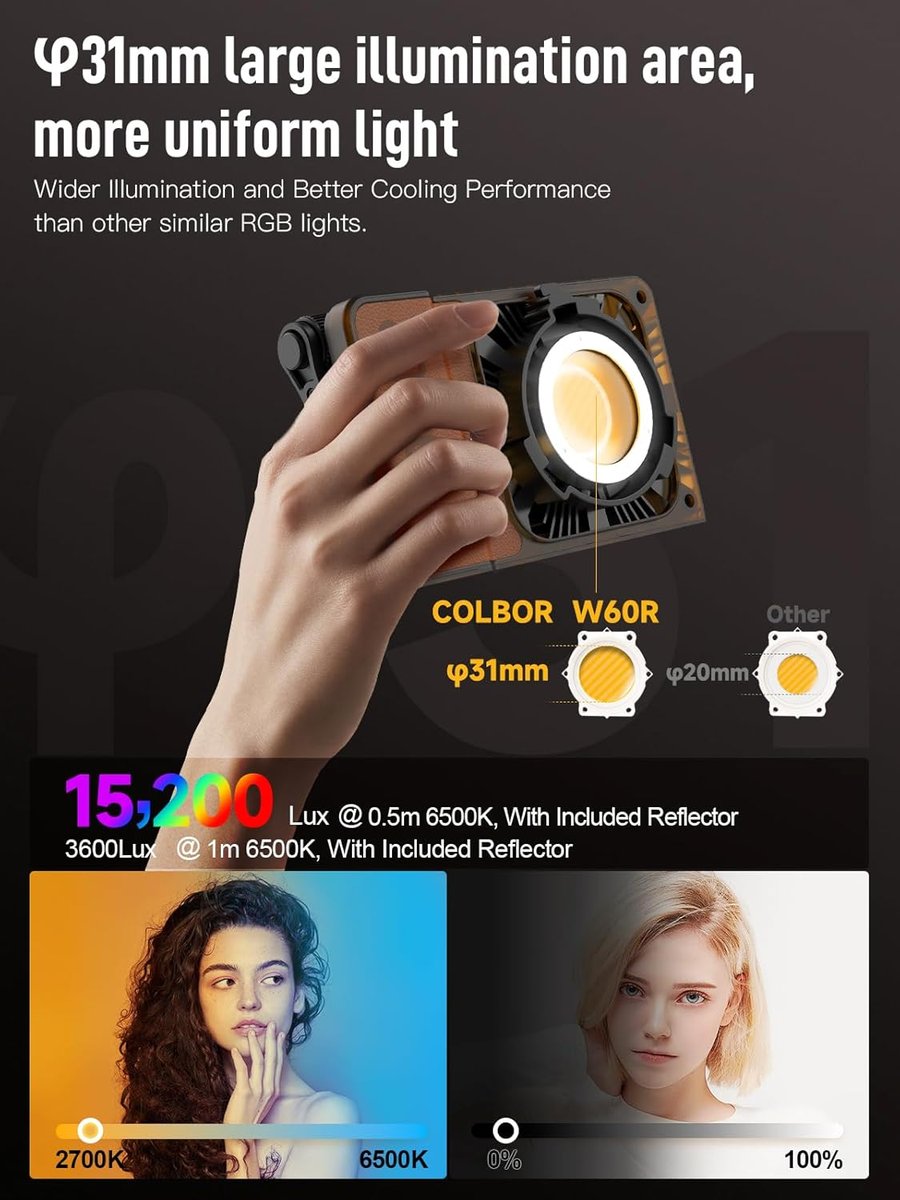 φ31mm large illumination area,
more uniform light
Wider Illumination and Better Cooling Performance
than other similar RGB lights.
COLBOR W60R
Other
φ31mm
φ20mm
15,200 Lux @ 0.5m 6500K, With Included Reflector
3600Lux @ 1m 6500K, With Included Reflector
2700K
6500K
0%
100%
φ31